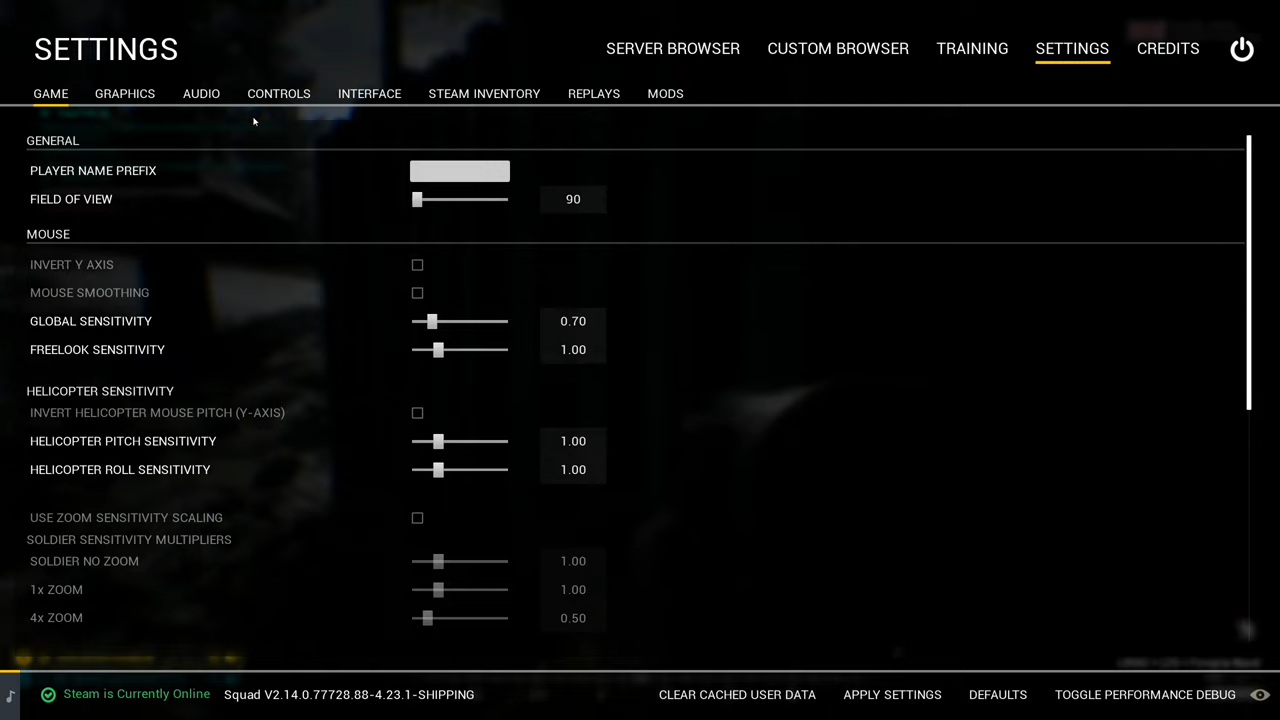 SETTINGS
SERVER BROWSER CUSTOM BROWSER TRAINING SETTINGS CREDITS
GAME GRAPHICS AUDIO CONTROLS INTERFACE STEAM INVENTORY REPLAYS MODS
GENERAL
PLAYER NAME PREFIX
FIELD OF VIEW 90
MOUSE
INVERT Y AXIS
MOUSE SMOOTHING
GLOBAL SENSITIVITY 0.70
FREELOOK SENSITIVITY 1.00
HELICOPTER SENSITIVITY
INVERT HELICOPTER MOUSE PITCH (Y-AXIS)
HELICOPTER PITCH SENSITIVITY 1.00
HELICOPTER ROLL SENSITIVITY 1.00
USE ZOOM SENSITIVITY SCALING
SOLDIER SENSITIVITY MULTIPLIERS
SOLDIER NO ZOOM 1.00
1x ZOOM 1.00
4x ZOOM 0.50
Steam is Currently Online Squad V2.14.0.77728.88-4.23.1-SHIPPING CLEAR CACHED USER DATA APPLY SETTINGS DEFAULTS TOGGLE PERFORMANCE DEBUG